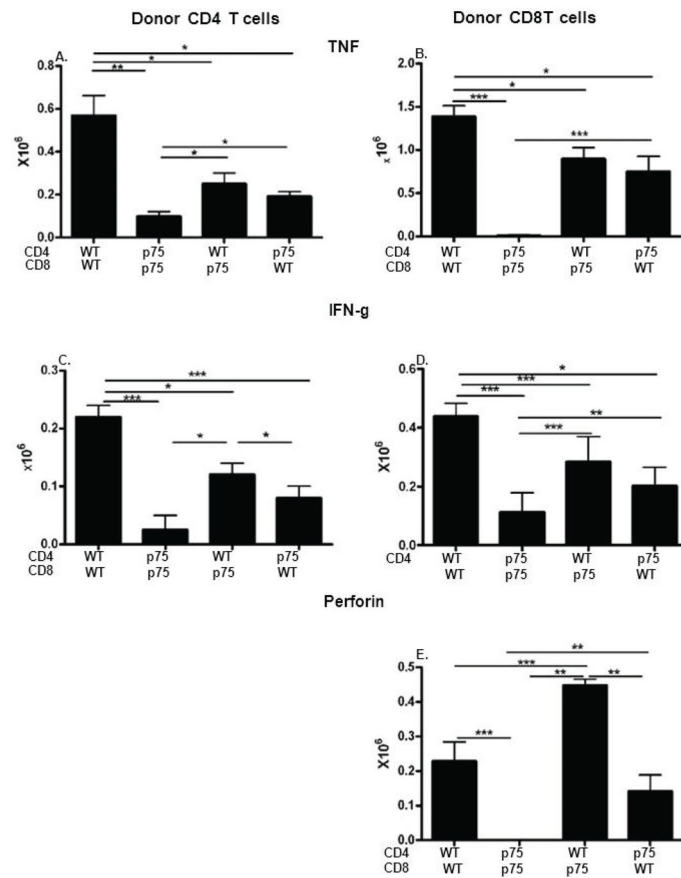 Donor CD4 T cells Donor CD8T cells
TNF
A.
**
*
*
*
*
X10⁶
0.8
0.6
0.4
0.2
0.0
CD4 WT p75 WT p75
CD8 WT p75 p75 WT
B.
***
*
*
***
x10⁶
2.0
1.5
1.0
0.5
0.0
WT p75 WT p75
WT p75 p75 WT
IFN-g
C.
***
*
***
*
*
x10⁶
0.3
0.2
0.1
0.0
CD4 WT p75 WT p75
CD8 WT p75 p75 WT
D.
*
***
***
**
***
X10⁶
0.6
0.4
0.2
0.0
CD4 WT p75 WT p75
WT p75 p75 WT
Perforin
E.
**
***
**
**
***
X10⁶
0.5
0.4
0.3
0.2
0.1
0.0
CD4 WT p75 WT p75
CD8 WT p75 p75 WT